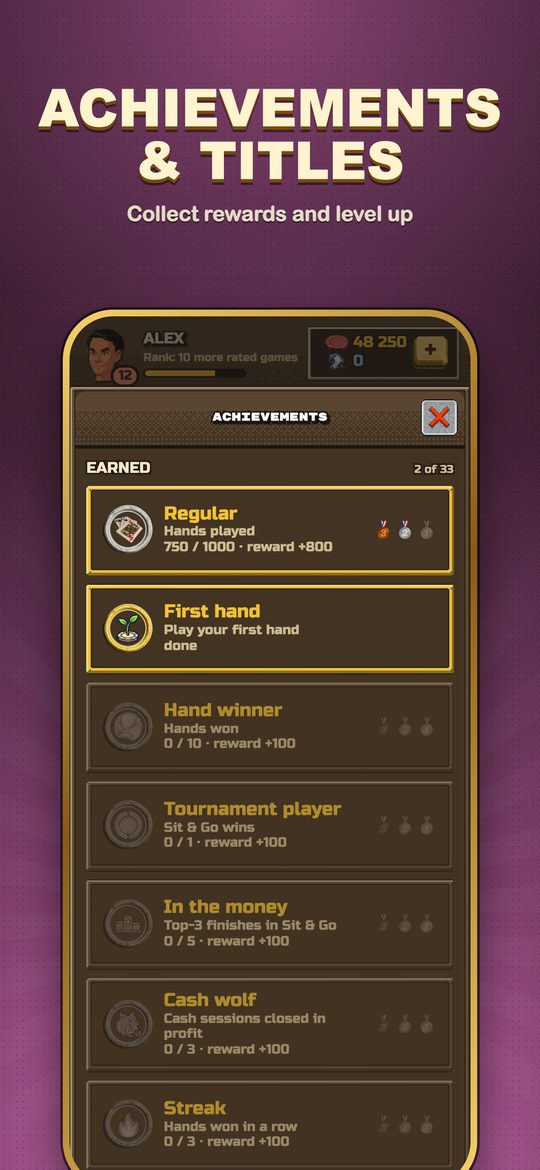 ACHIEVEMENTS
& TITLES
Collect rewards and level up
ALEX
Rank: 10 more rated games
12
48 250
0
+
ACHIEVEMENTS
EARNED
2 of 33
Regular
Hands played
750 / 1000 · reward +800
3 2 1
First hand
Play your first hand
done
Hand winner
Hands won
0 / 10 · reward +100
Tournament player
Sit & Go wins
0 / 1 · reward +100
In the money
Top-3 finishes in Sit & Go
0 / 5 · reward +100
Cash wolf
Cash sessions closed in
profit
0 / 3 · reward +100
Streak
Hands won in a row
0 / 3 · reward +100